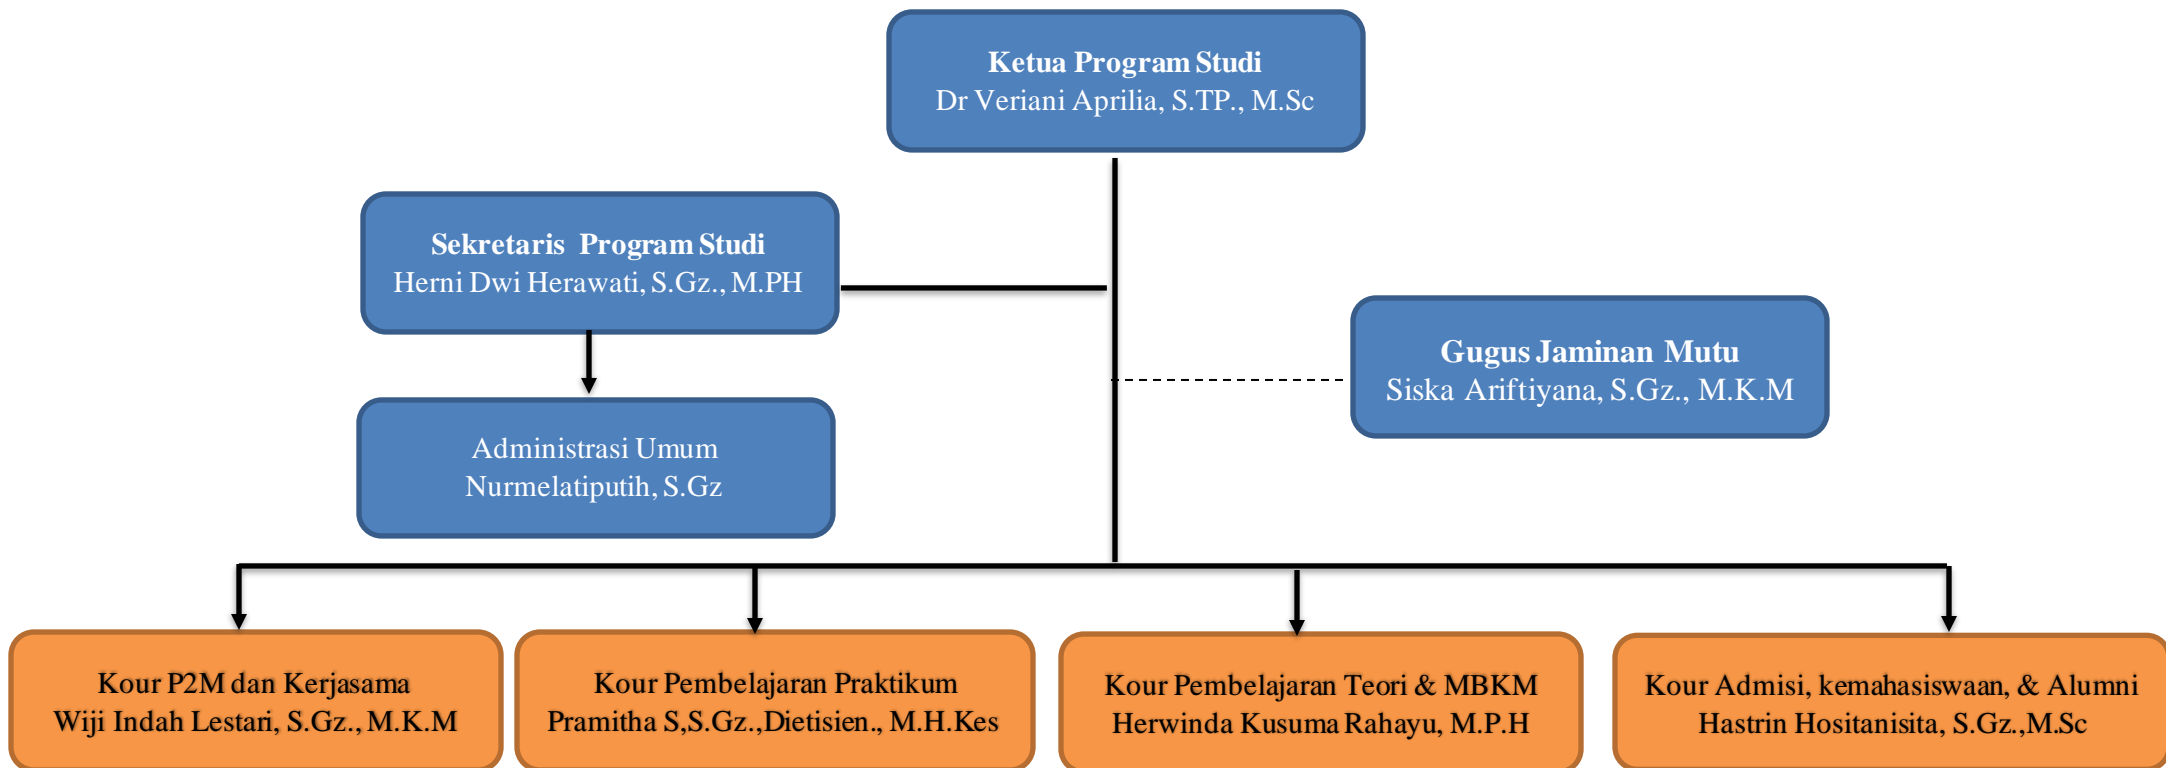 Ketua Program Studi
Dr Veriani Aprilia, S.TP., M.Sc
Sekretaris Program Studi
Herni Dwi Herawati, S.Gz., M.PH
Gugus Jaminan Mutu
Siska Ariftiyana, S.Gz., M.K.M
Administrasi Umum
Nurmelatiputih, S.Gz
Kour P2M dan Kerjasama
Wiji Indah Lestari, S.Gz., M.K.M
Kour Pembelajaran Praktikum
Pramitha S,S.Gz.,Dietisien., M.H.Kes
Kour Pembelajaran Teori & MBKM
Herwinda Kusuma Rahayu, M.P.H
Kour Admisi, kemahasiswaan, & Alumni
Hastrin Hositanisita, S.Gz.,M.Sc